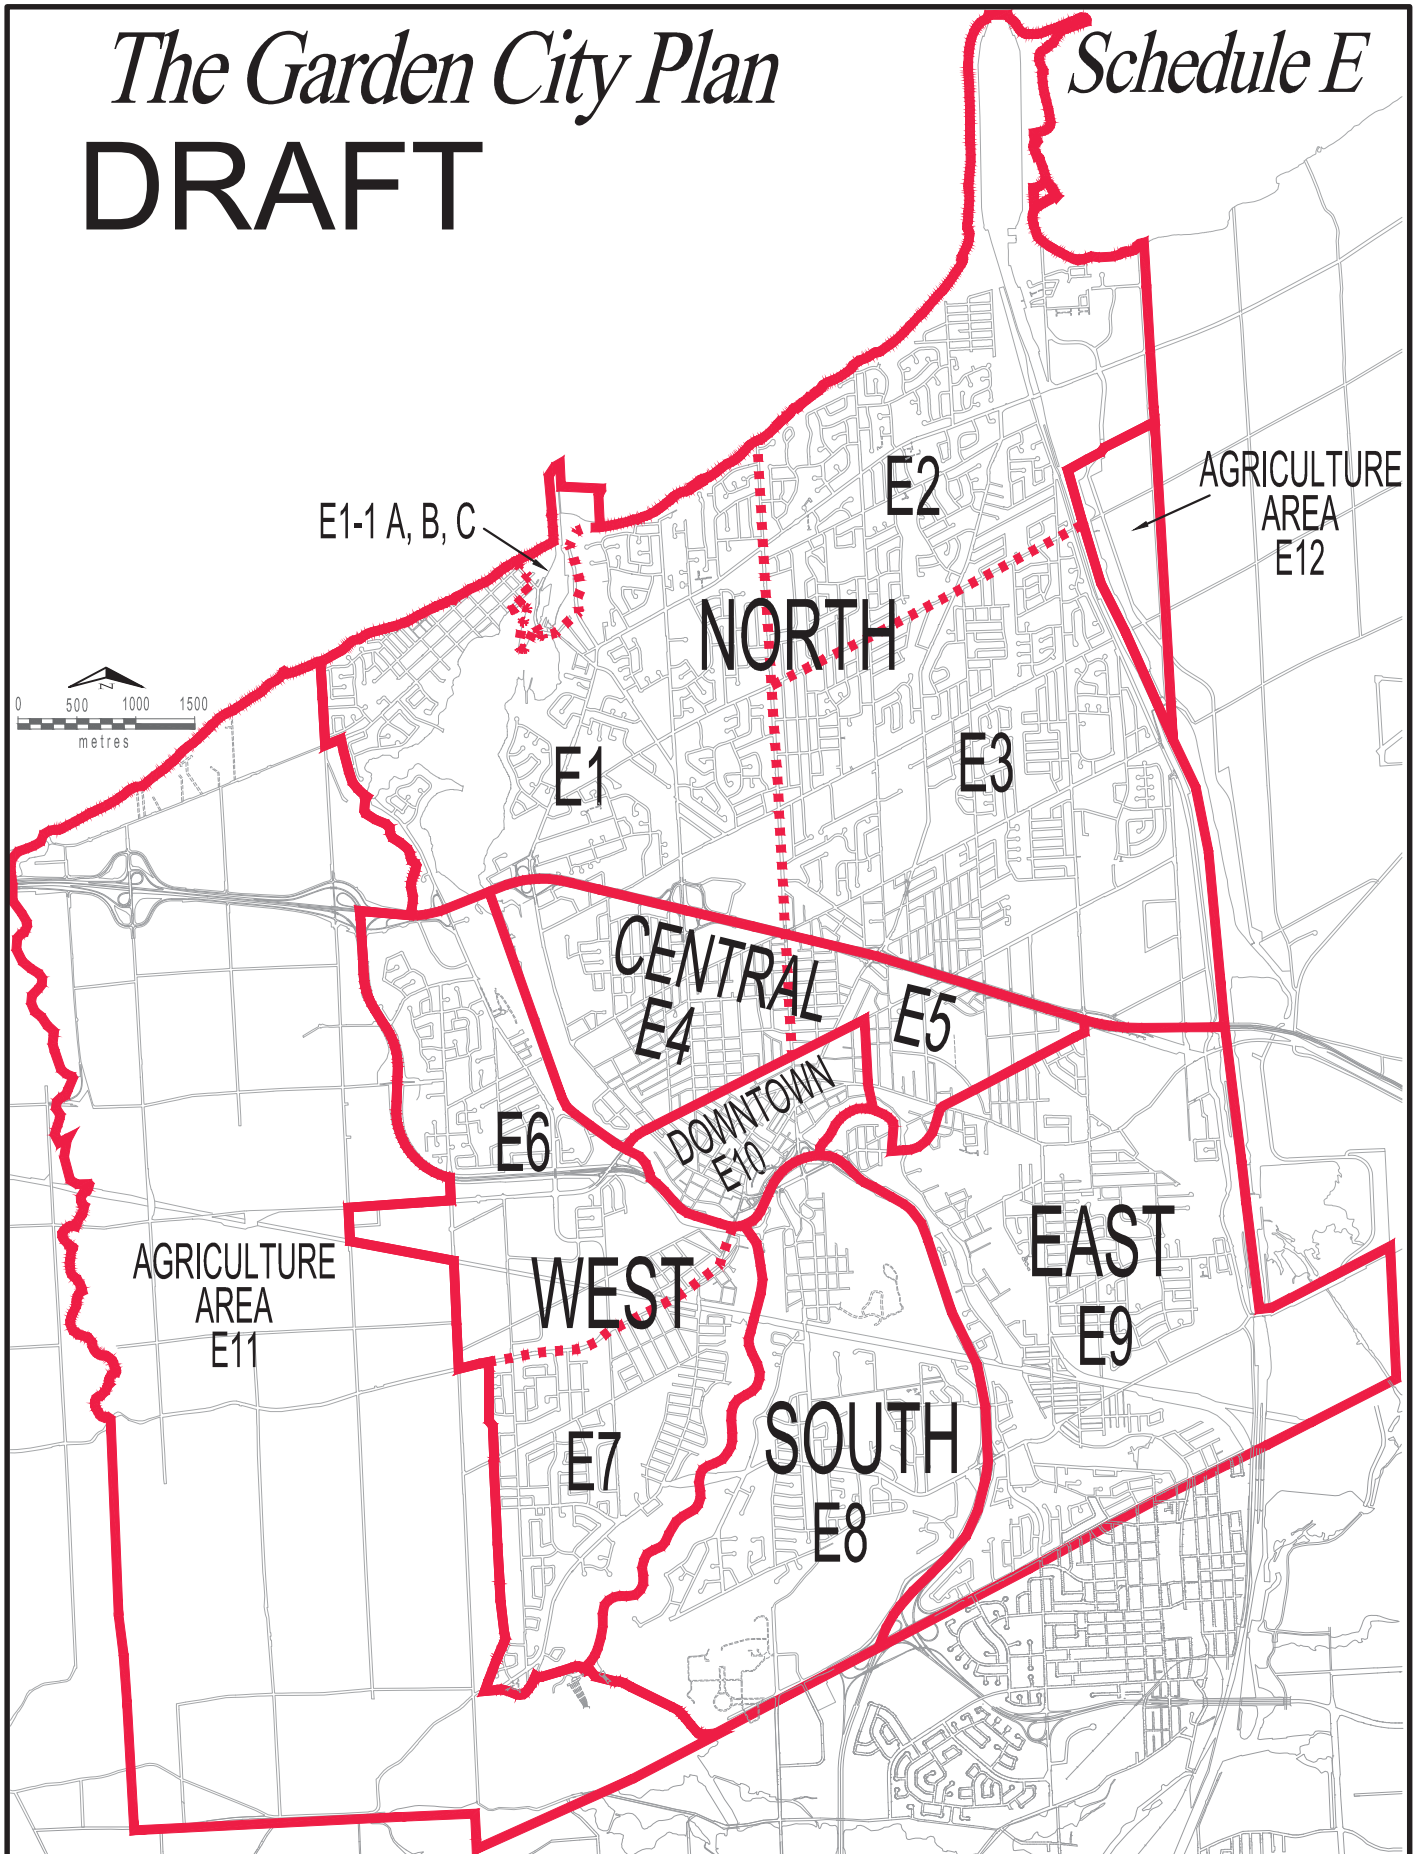 The Garden City Plan
Schedule E
DRAFT
E2
AGRICULTURE
AREA
E12
E1-1 A, B, C
NORTH
N
0 500 1000 1500
metres
E1
E3
CENTRAL
E4
E5
DOWNTOWN
E10
E6
AGRICULTURE
AREA
E11
WEST
EAST
E9
E7
SOUTH
E8